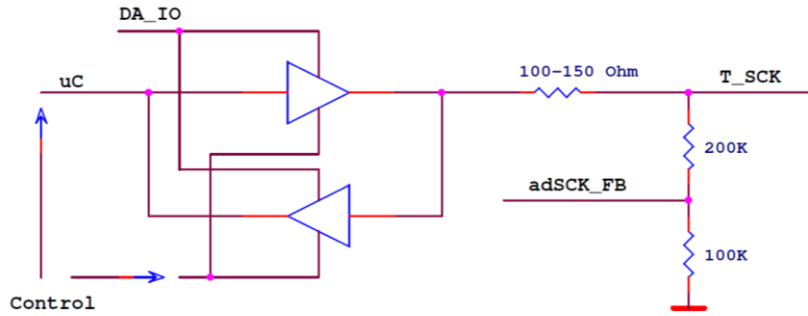 DA_IO
uC
100-150 Ohm
T_SCK
200K
adSCK_FB
100K
Control